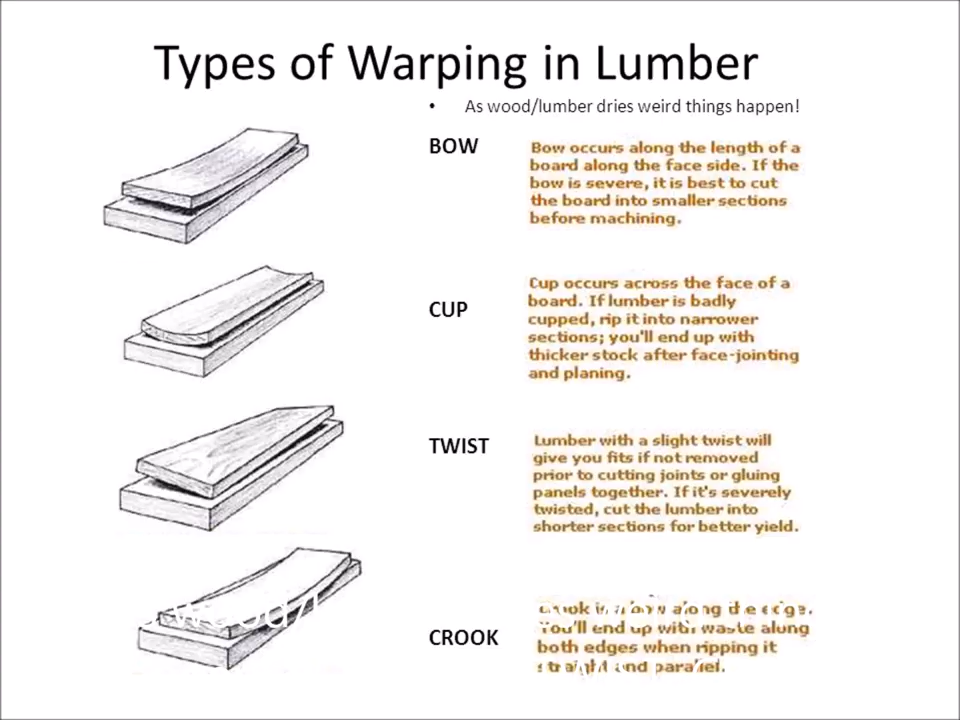 Types of Warping in Lumber
• As wood/lumber dries weird things happen!
BOW
Bow occurs along the length of a
board along the face side. If the
bow is severe, it is best to cut
the board into smaller sections
before machining.
CUP
Cup occurs across the face of a
board. If lumber is badly
cupped, rip it into narrower
sections; you'll end up with
thicker stock after face-jointing
and planing.
TWIST
Lumber with a slight twist will
give you fits if not removed
prior to cutting joints or gluing
panels together. If it's severely
twisted, cut the lumber into
shorter sections for better yield.
CROOK
along the edge.
You'll end up with waste along
both edges when ripping it
straight and parallel.
wood/l